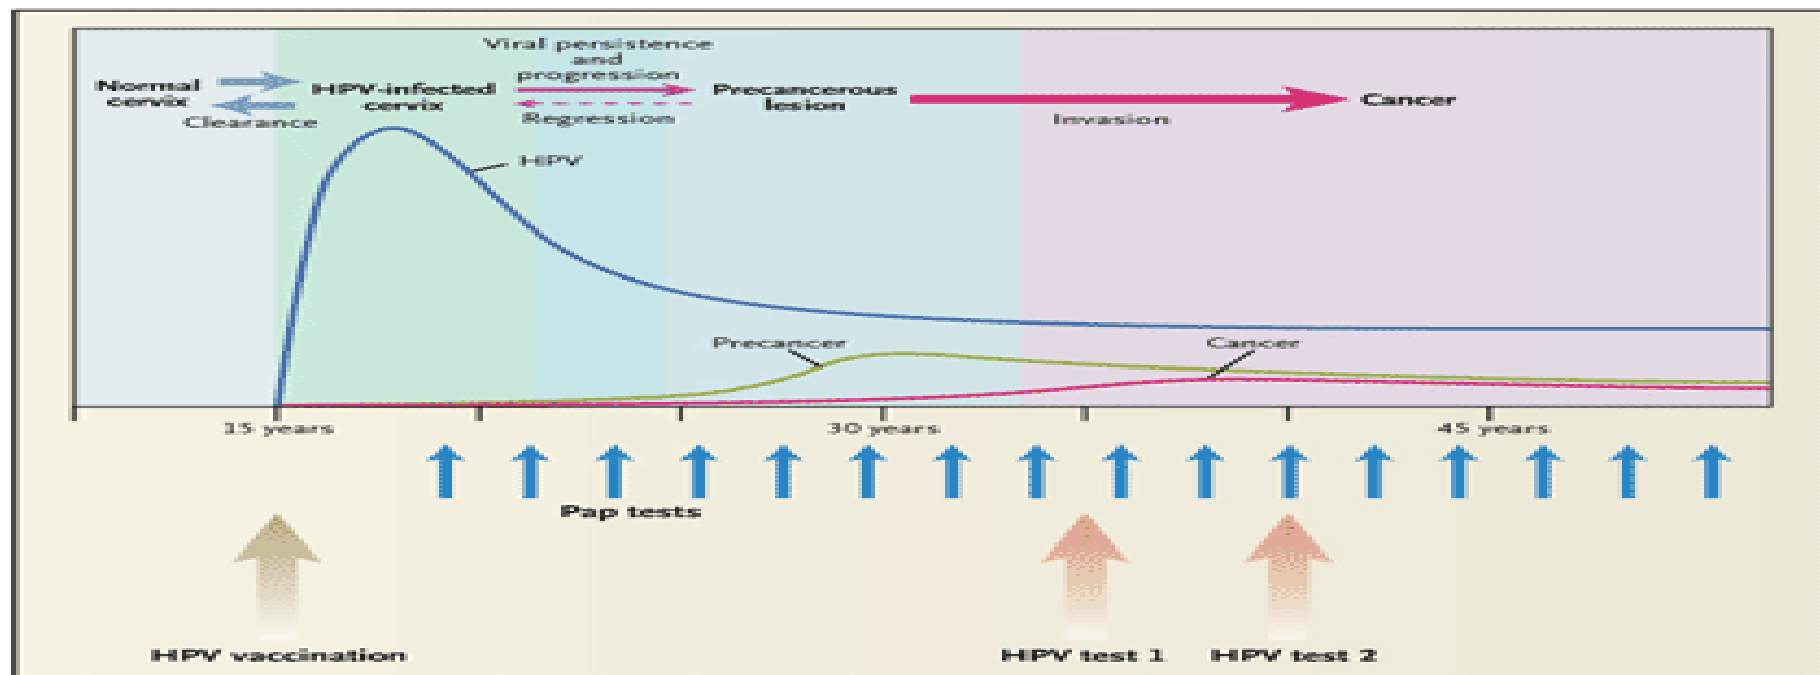 Viral persistence
and
progression
Normal
cervix
HPV-infected
cervix
Precancerous
lesion
Cancer
Clearance
Regression
Invasion
HPV
Precancer
Cancer
15 years
30 years
45 years
Pap tests
HPV vaccination
HPV test 1
HPV test 2